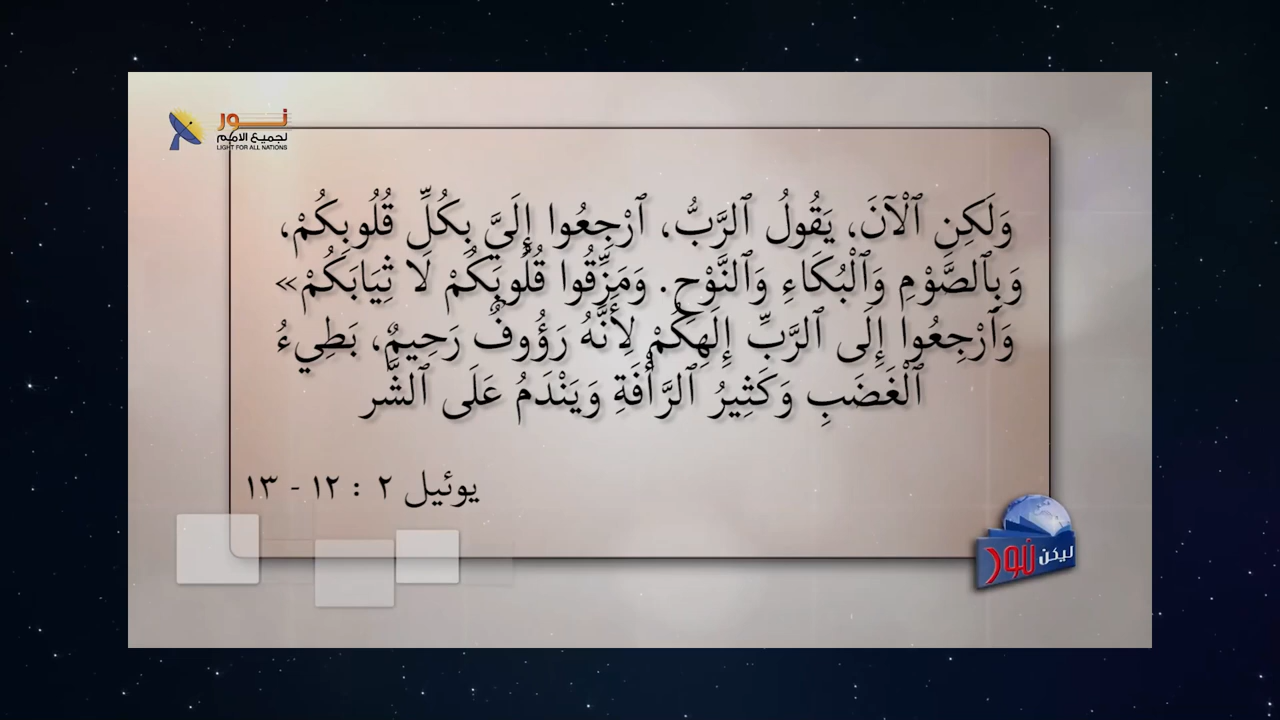 نور
لجميع الامم
LIGHT FOR ALL NATIONS
وَلَكِنِ ٱلْآنَ، يَقُولُ ٱلرَّبُّ، ٱرْجِعُوا إِلَيَّ بِكُلِّ قُلُوبِكُمْ،
وَبِٱلصَّوْمِ وَٱلْبُكَاءِ وَٱلنَّوْحِ. وَمَزِّقُوا قُلُوبَكُمْ لَا ثِيَابَكُمْ»
وَٱرْجِعُوا إِلَى ٱلرَّبِّ إِلَهِكُمْ لِأَنَّهُ رَؤُوفٌ رَحِيمٌ، بَطِيءُ
ٱلْغَضَبِ وَكَثِيرُ ٱلرَّأْفَةِ وَيَنْدَمُ عَلَى ٱلشَّر
يوئيل ٢ : ١٢ - ١٣
ليكن نور